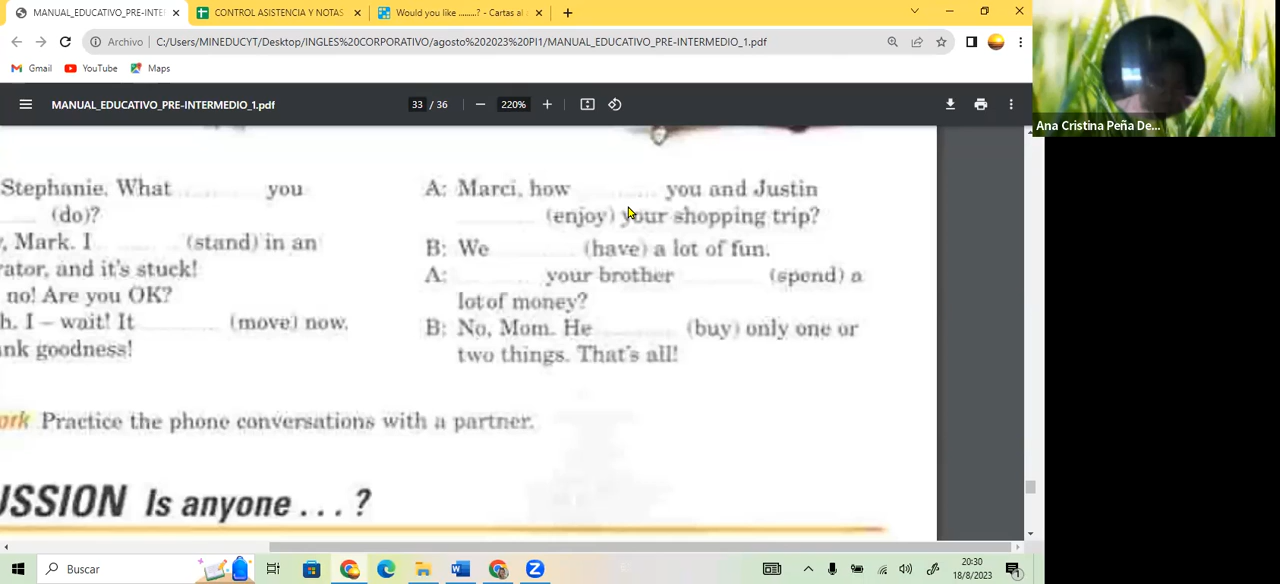 MANUAL_EDUCATIVO_PRE-INTERI
CONTROL ASISTENCIA Y NOTAS
Would you like ........? - Cartas al
Archivo
C:/Users/MINEDUCYT/Desktop/INGLES%20CORPORATIVO/agosto%202023%20PI1/MANUAL_EDUCATIVO_PRE-INTERMEDIO_1.pdf
Gmail
YouTube
Maps
MANUAL_EDUCATIVO_PRE-INTERMEDIO_1.pdf
33 / 36
220%
Ana Cristina Peña De...
Stephanie. What ........ you
(do)?
, Mark. I ........ (stand) in an
ator, and it's stuck!
no! Are you OK?
h. I – wait! It ........ (move) now.
nk goodness!
A: Marci, how ........ you and Justin
........ (enjoy) your shopping trip?
B: We ........ (have) a lot of fun.
A: ........ your brother ........ (spend) a
lot of money?
B: No, Mom. He ........ (buy) only one or
two things. That's all!
ork Practice the phone conversations with a partner.
USSION Is anyone . . . ?
Buscar
20:30
18/8/2023